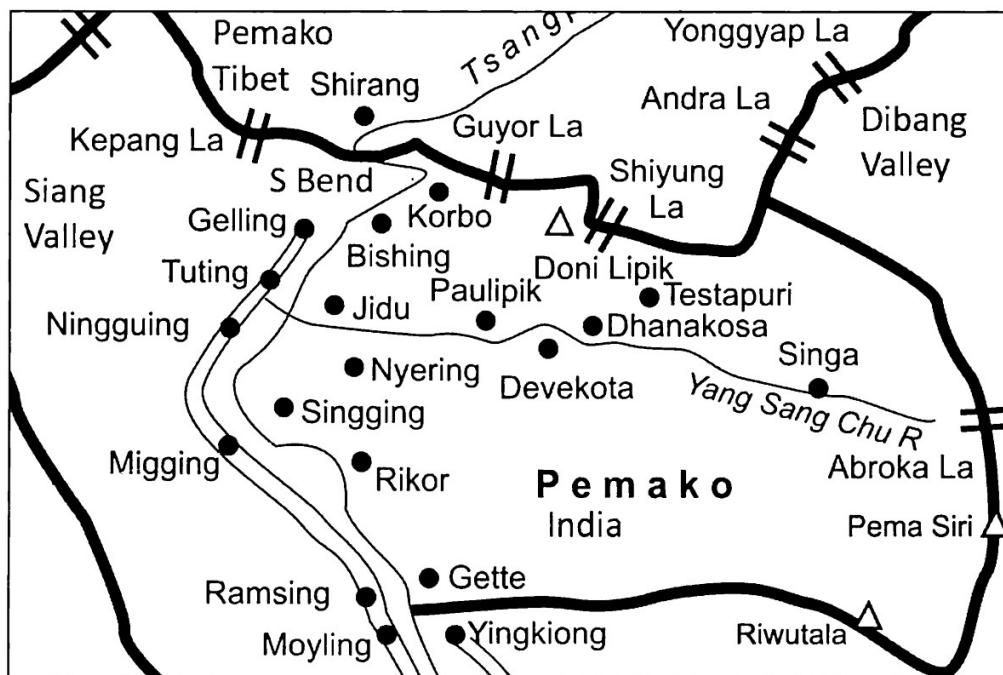 Pemako
Tibet
Tsangp
Yonggyap La
Shirang
Andra La
Kepang La
Guyor La
Dibang
Valley
S Bend
Shiyung
La
Siang
Valley
Gelling
Korbo
Bishing
Doni Lipik
Tuting
Paulipik
Testapuri
Jidu
Ningguing
Dhanakosa
Singa
Nyering
Devekota
Yang Sang Chu R
Singging
Migging
Rikor
Pemako
India
Abroka La
Pema Siri
Gette
Ramsing
Moyling
Yingkiong
Riwutala